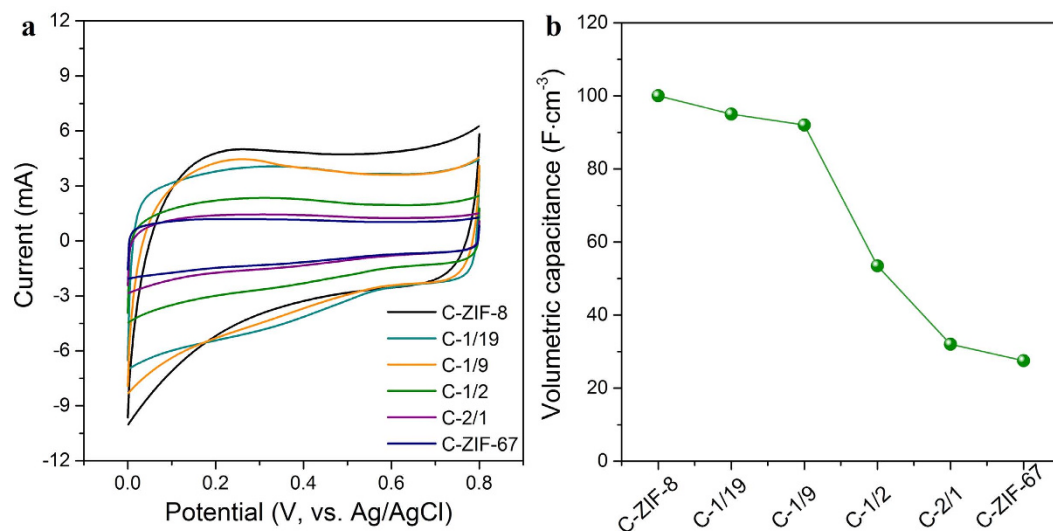 a
12
9
6
3
0
-3
-6
-9
-12
Current (mA)
0.0 0.2 0.4 0.6 0.8
Potential (V, vs. Ag/AgCl)
C-ZIF-8
C-1/19
C-1/9
C-1/2
C-2/1
C-ZIF-67
b
120
100
80
60
40
20
0
Volumetric capacitance (F·cm⁻³)
C-ZIF-8 C-1/19 C-1/9 C-1/2 C-2/1 C-ZIF-67